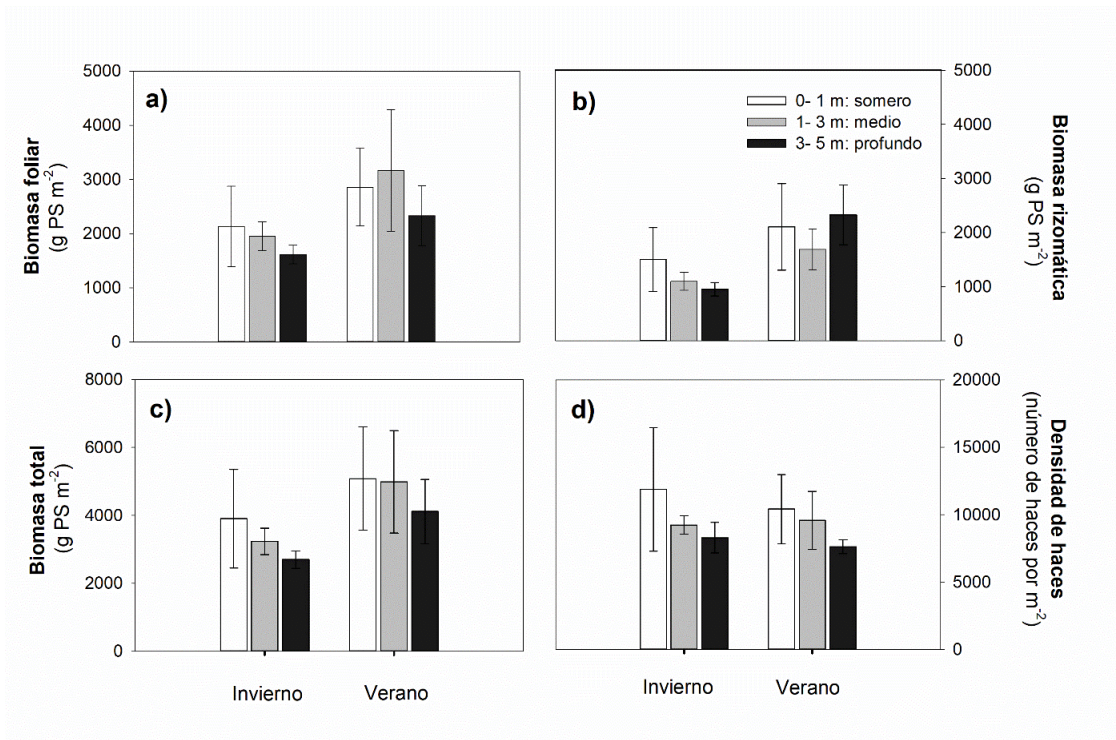 a)
5000
4000
3000
2000
1000
0
Biomasa foliar
(g PS m-2)
b)
0- 1 m: somero
1- 3 m: medio
3- 5 m: profundo
5000
4000
3000
2000
1000
0
Biomasa rizomática
(g PS m-2)
c)
8000
6000
4000
2000
0
Biomasa total
(g PS m-2)
Invierno
Verano
d)
20000
15000
10000
5000
0
Densidad de haces
(número de haces por m-2)
Invierno
Verano